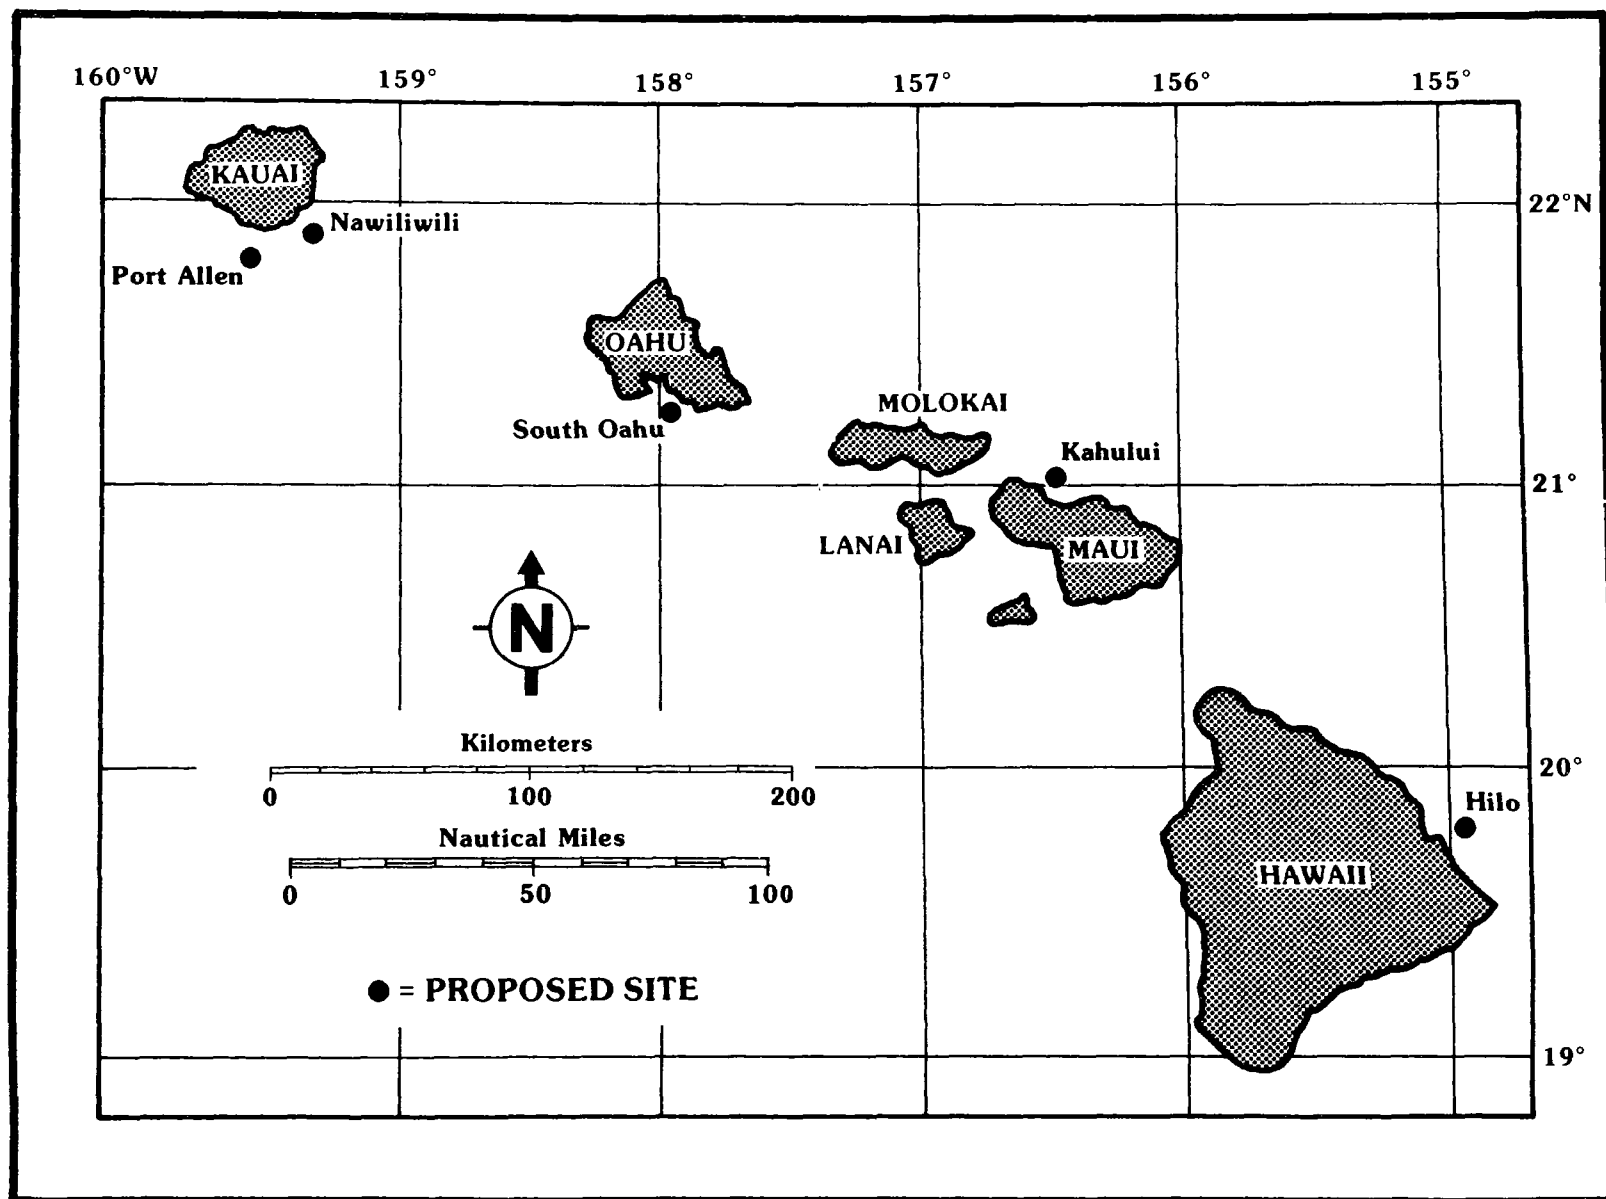 160°W 159° 158° 157° 156° 155°
KAUAI
22°N
Nawiliwili
Port Allen
OAHU
MOLOKAI
South Oahu
Kahului
21°
LANAI
MAUI
N
Kilometers
20°
0 100 200
Hilo
Nautical Miles
HAWAII
0 50 100
= PROPOSED SITE
19°